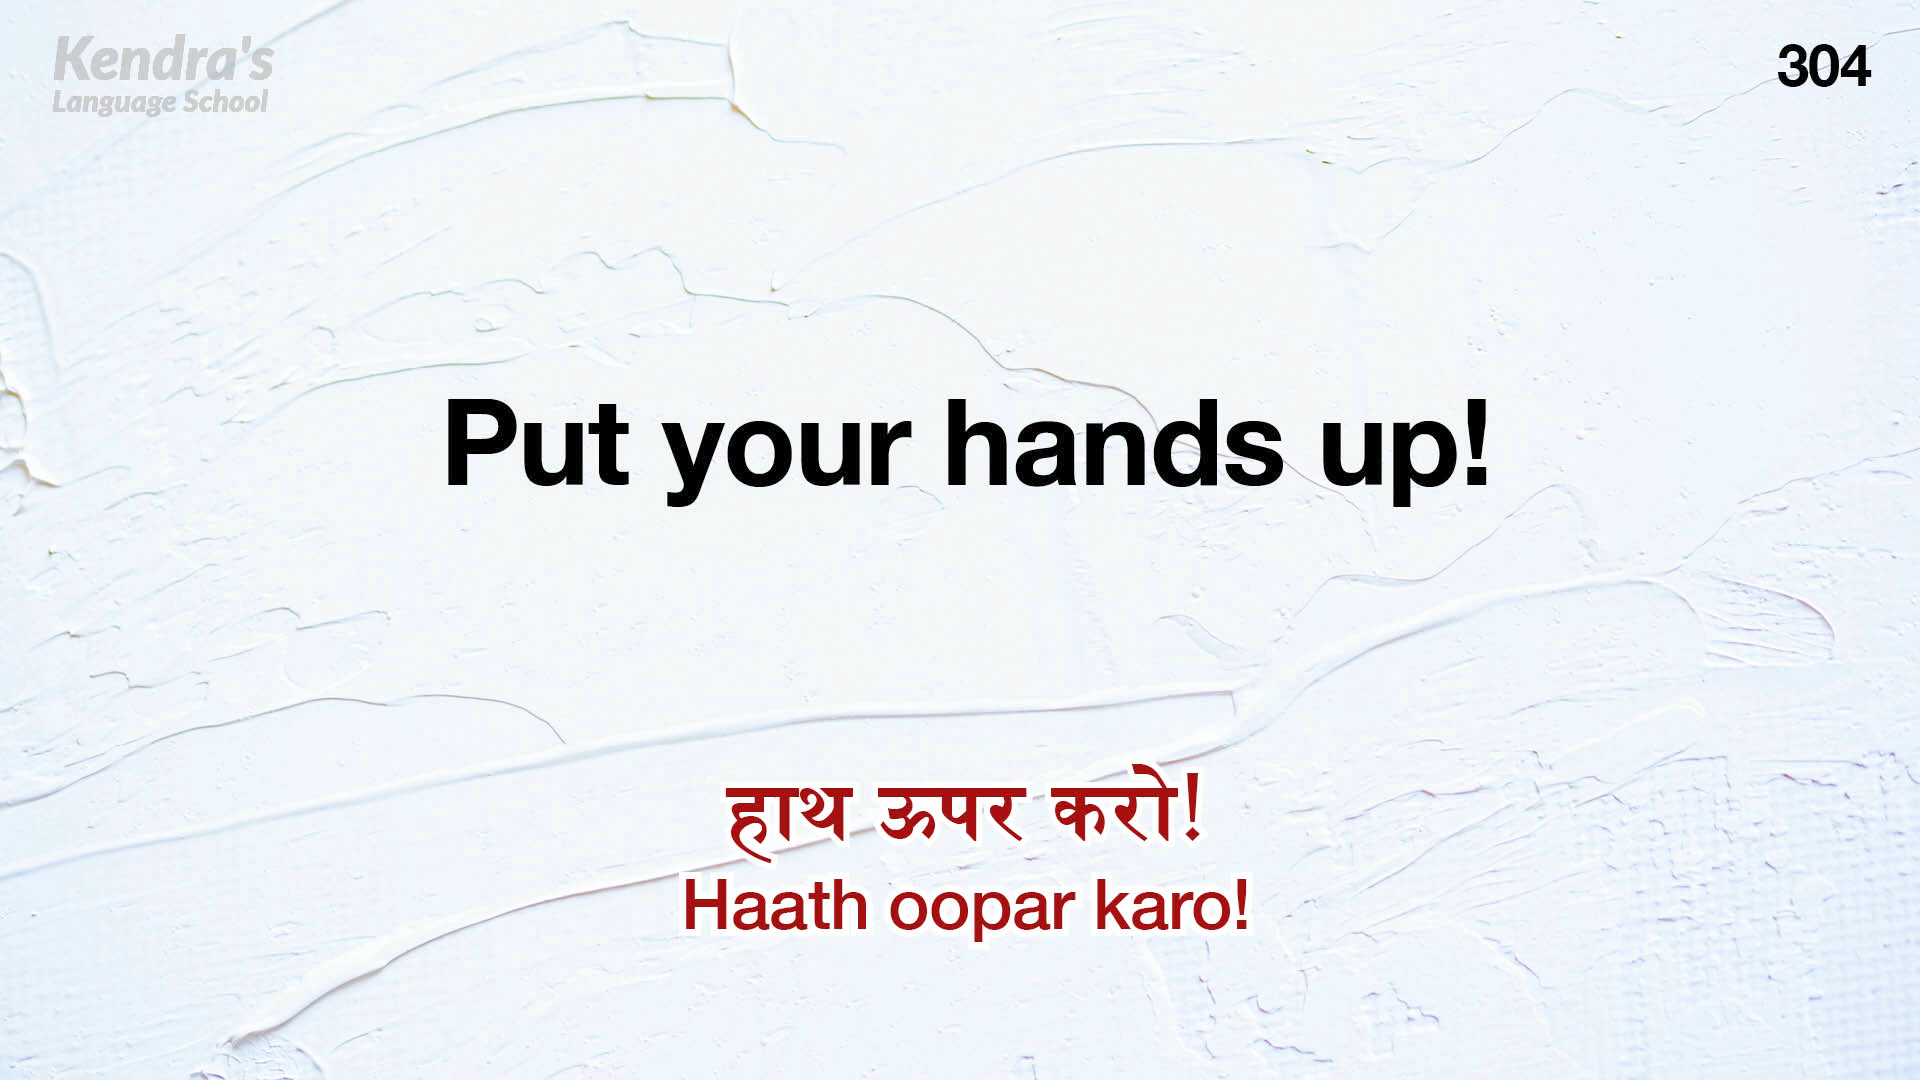 Kendra's
Language School
304
Put your hands up!
हाथ ऊपर करो!
Haath oopar karo!